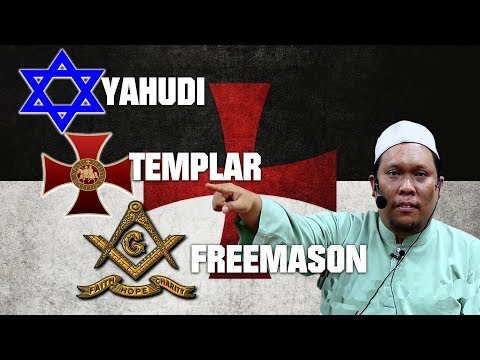 YAHUDI
TEMPLAR
G
FREEMASON
FAITH HOPE CHARITY